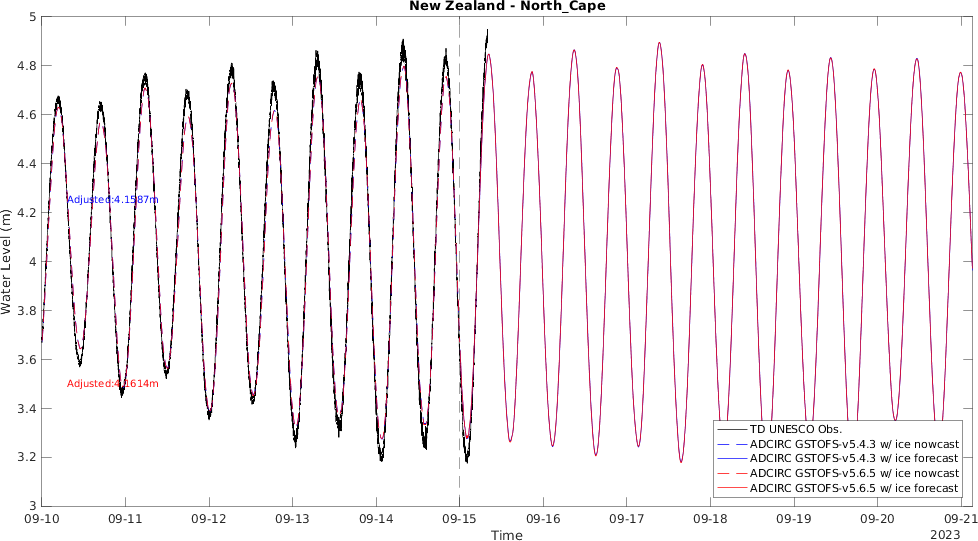 New Zealand - North_Cape
Water Level (m)
5
4.8
4.6
4.4
4.2
4
3.8
3.6
3.4
3.2
3
Adjusted:4.1587m
Adjusted:4.1614m
TD UNESCO Obs.
ADCIRC GSTOFS-v5.4.3 w/ ice nowcast
ADCIRC GSTOFS-v5.4.3 w/ ice forecast
ADCIRC GSTOFS-v5.6.5 w/ ice nowcast
ADCIRC GSTOFS-v5.6.5 w/ ice forecast
09-10 09-11 09-12 09-13 09-14 09-15 09-16 09-17 09-18 09-19 09-20 09-21
Time
2023